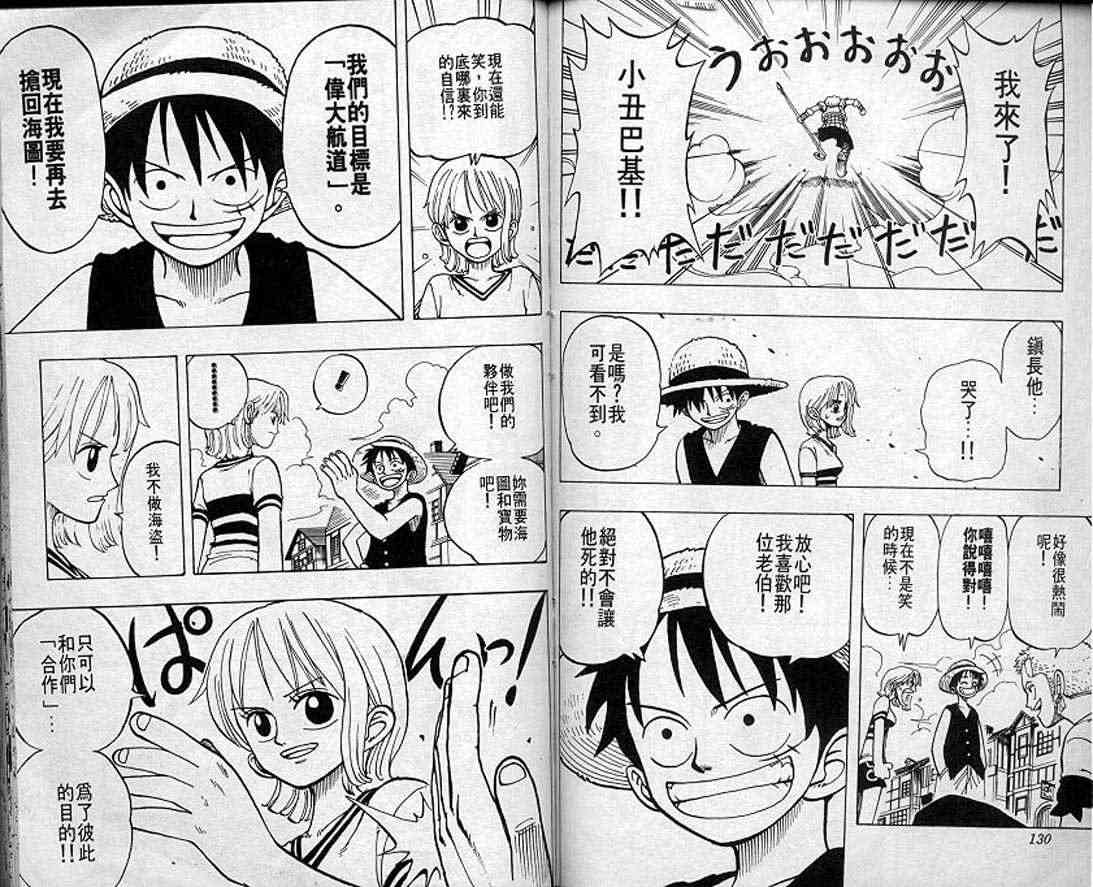 我來了！
うおおおおお
小丑巴基!!
だだだだだだだ
鎮長他…
哭了…!!
是嗎？我
可看不到。
好像很熱鬧
呢！
嘻嘻嘻嘻！
你說得對！
現在不是笑
的時候…
放心吧！
我喜歡那
位老伯！
絕對不會讓
他死的!!
130
現在還能
笑，你到
底哪裏來
的自信!?
我們的目標是
「偉大航道」。
現在我要再去
搶回海圖！
做我們的
夥伴吧！
妳需要海
圖和寶物
吧！
!
………
我不做海盜！
ぱんっ!
只可以
和你們
「合作」…
爲了彼此
的目的!!